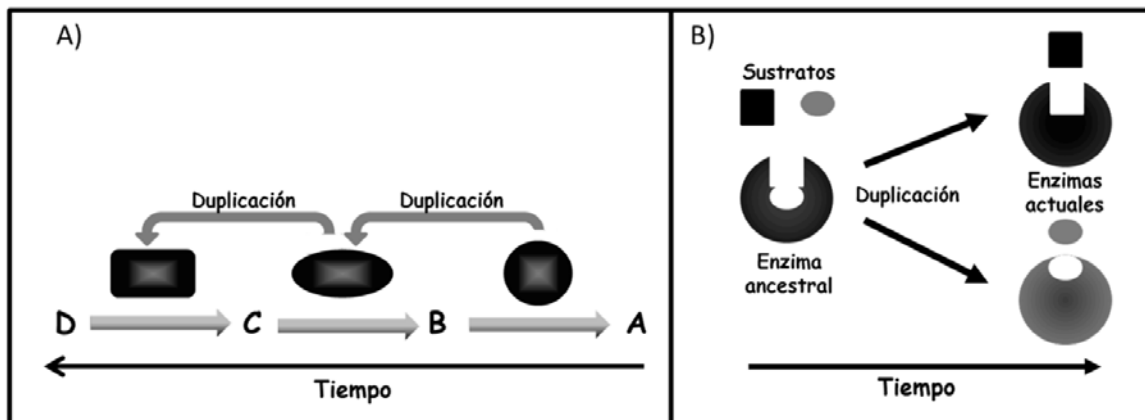 A)
Duplicación Duplicación
D C B A
Tiempo
B)
Sustratos
Duplicación
Enzima
ancestral
Enzimas
actuales
Tiempo